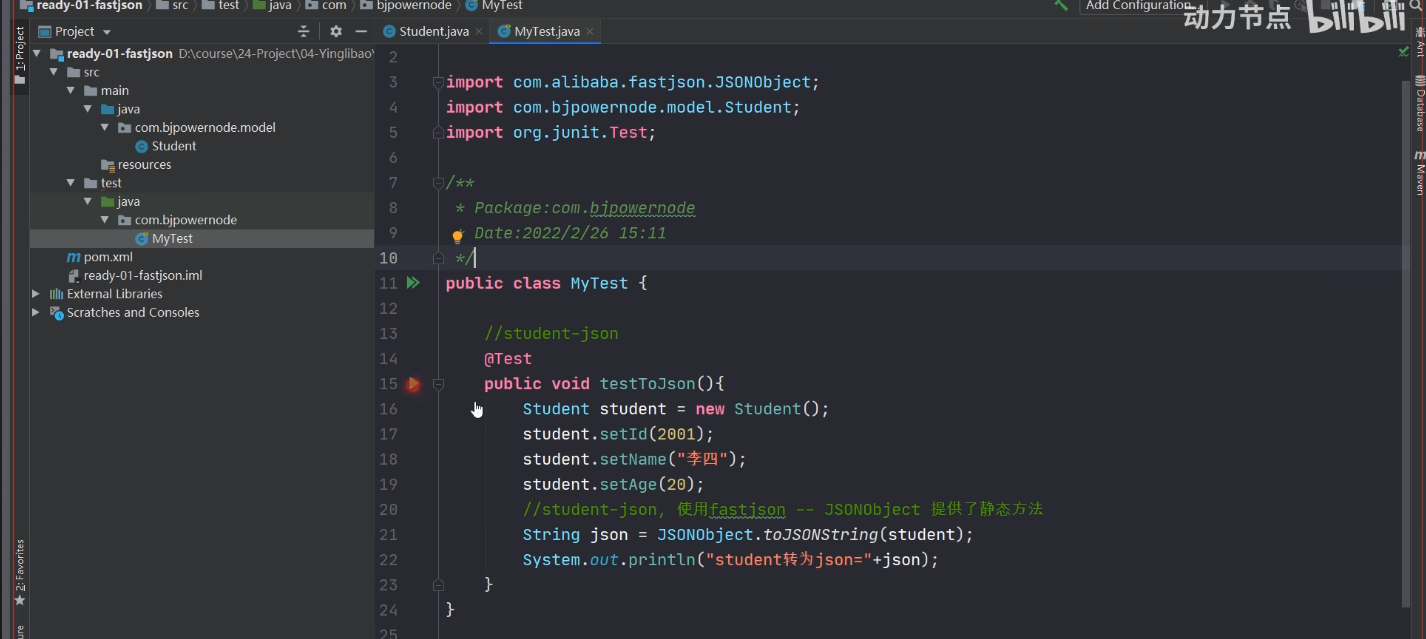 ready-01-fastjson src test java com bjpowernode MyTest
Add Configuration...
动力节点 bilibili
Project
Student.java
MyTest.java
1: Project
ready-01-fastjson D:\course\24-Project\04-Yinglibao\
src
main
java
com.bjpowernode.model
Student
resources
test
java
com.bjpowernode
MyTest
pom.xml
ready-01-fastjson.iml
External Libraries
Scratches and Consoles
2: Favorites
2
3 import com.alibaba.fastjson.JSONObject;
4 import com.bjpowernode.model.Student;
5 import org.junit.Test;
6
7 /**
8 * Package:com.bjpowernode
9 Date:2022/2/26 15:11
10 */
11 public class MyTest {
12
13 //student-json
14 @Test
15 public void testToJson(){
16 Student student = new Student();
17 student.setId(2001);
18 student.setName("李四");
19 student.setAge(20);
20 //student-json, 使用fastjson -- JSONObject 提供了静态方法
21 String json = JSONObject.toJSONString(student);
22 System.out.println("student转为json="+json);
23 }
24 }
25
Ant
Database
m Maven